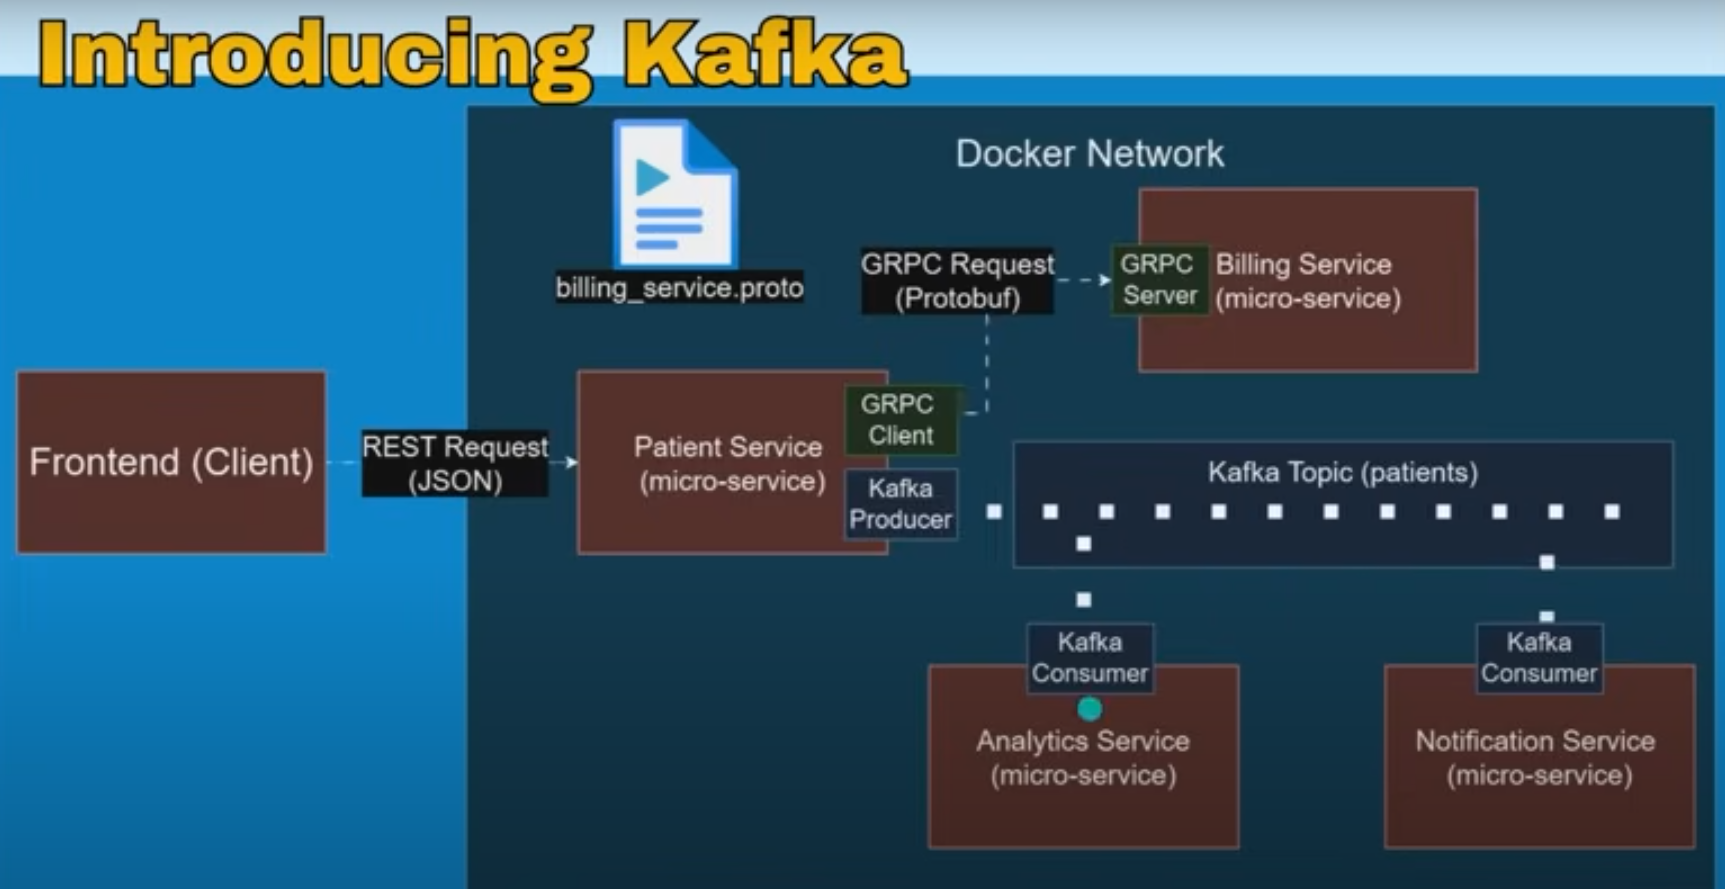 Introducing Kafka
Docker Network
billing_service.proto
GRPC Request
(Protobuf)
GRPC
Server
Billing Service
(micro-service)
Frontend (Client)
REST Request
(JSON)
Patient Service
(micro-service)
GRPC
Client
Kafka
Producer
Kafka Topic (patients)
Kafka
Consumer
Analytics Service
(micro-service)
Kafka
Consumer
Notification Service
(micro-service)